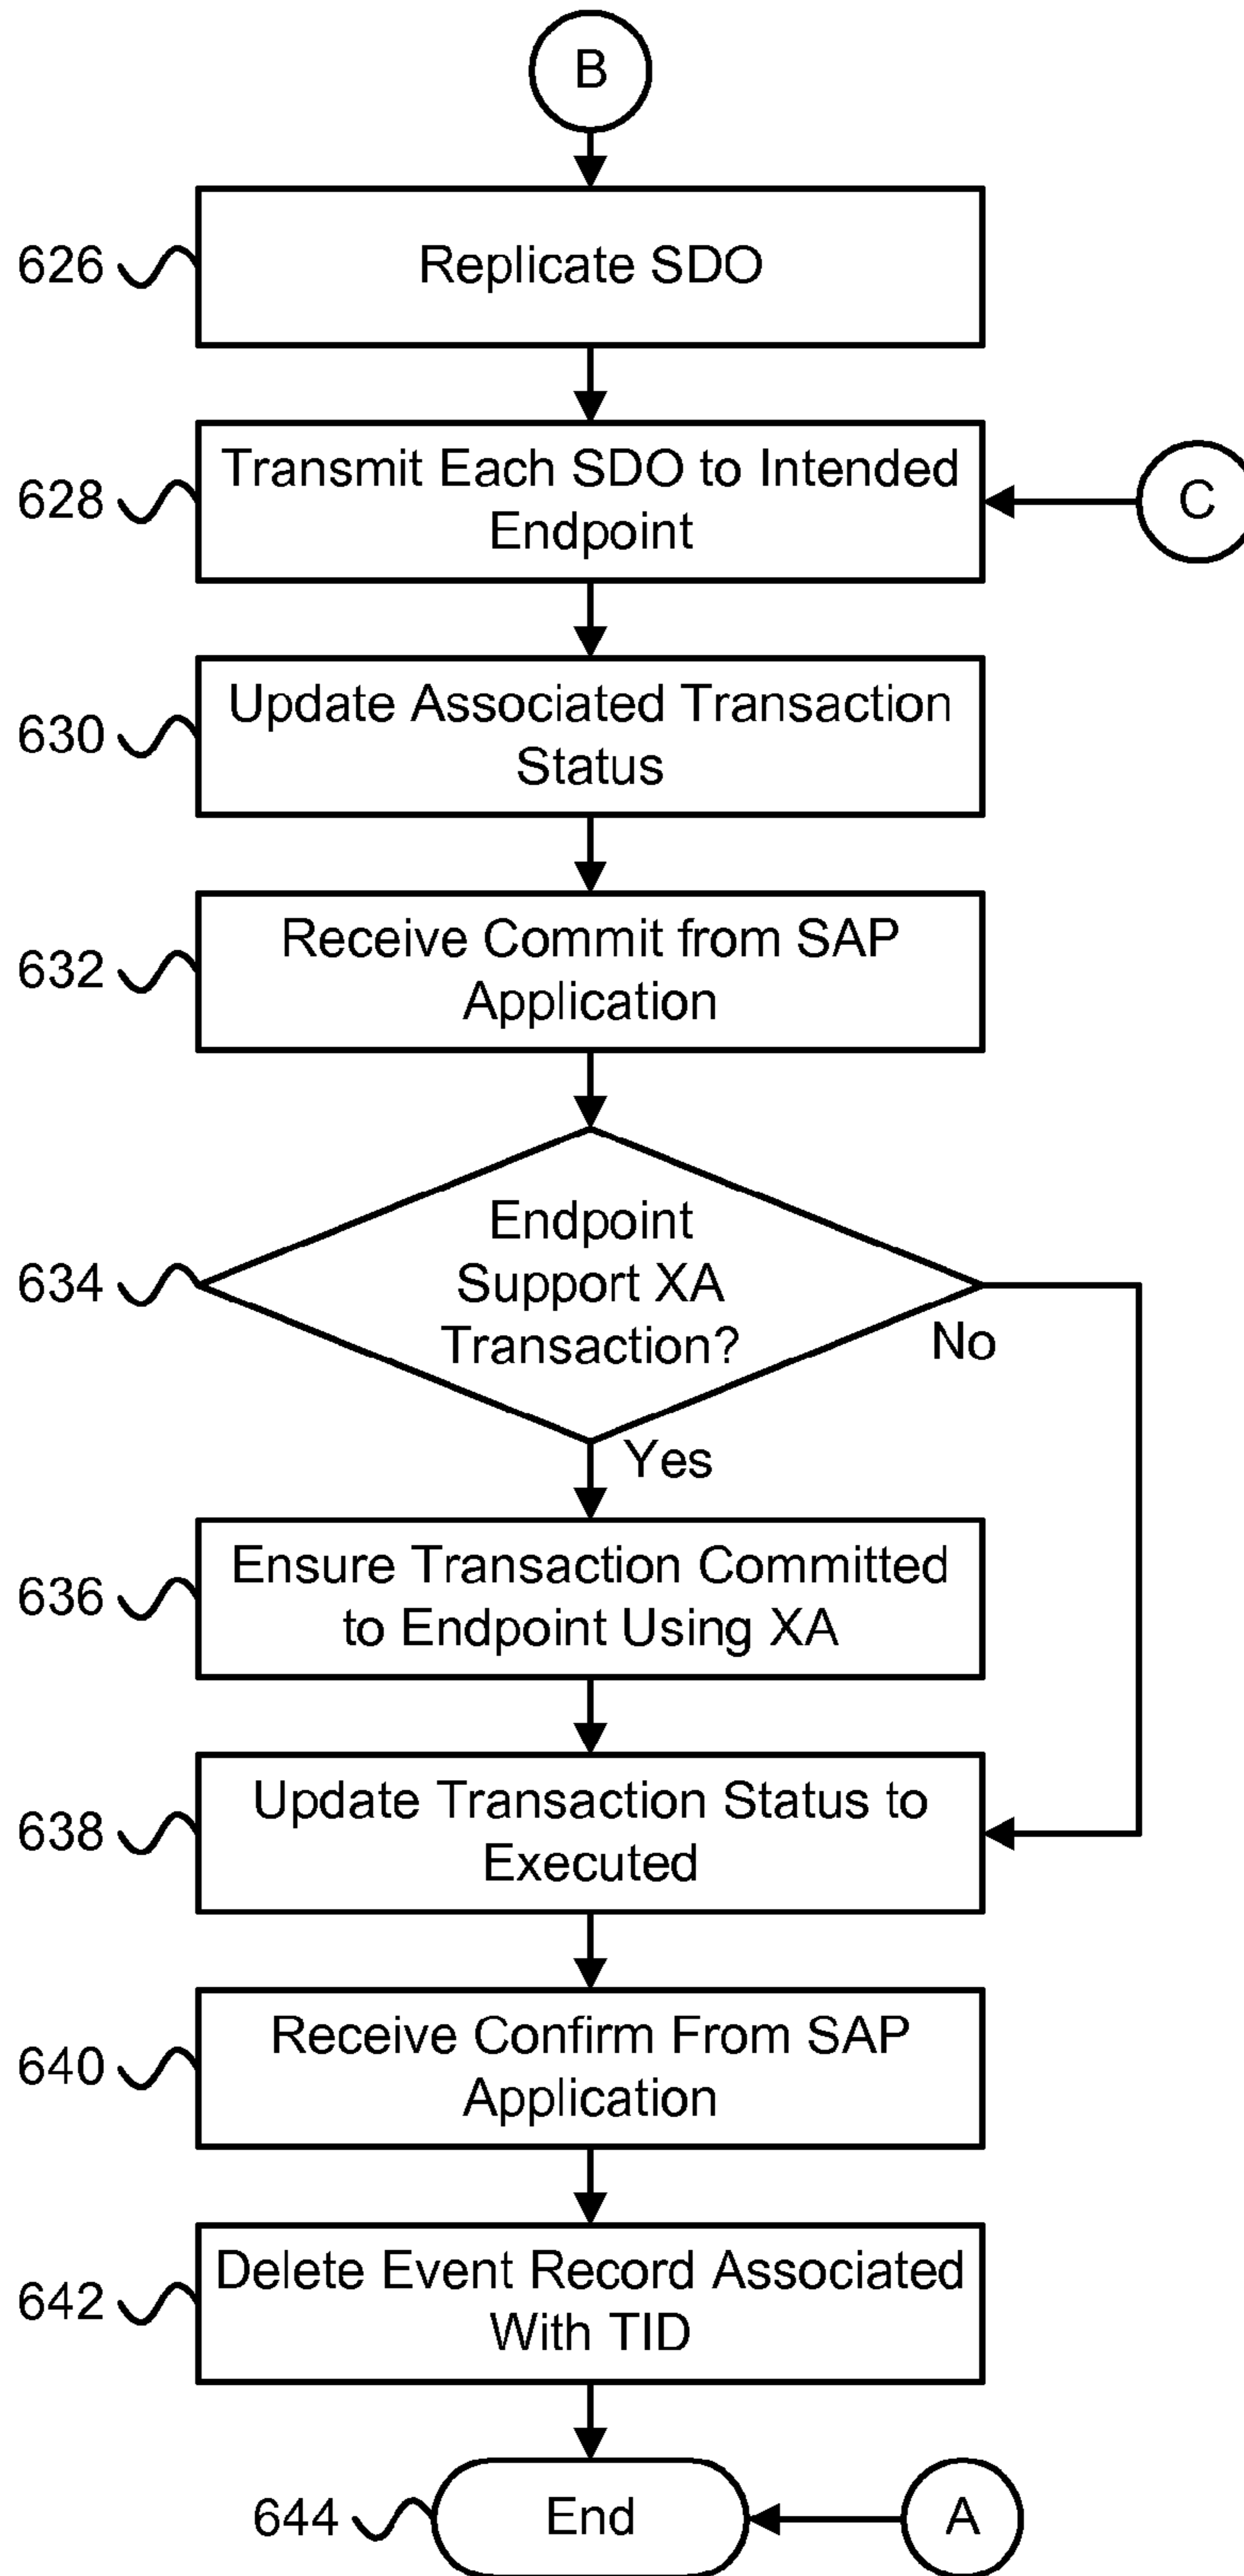 B
626
Replicate SDO
628
Transmit Each SDO to Intended
Endpoint
C
630
Update Associated Transaction
Status
632
Receive Commit from SAP
Application
634
Endpoint
Support XA
Transaction?
No
Yes
636
Ensure Transaction Committed
to Endpoint Using XA
638
Update Transaction Status to
Executed
640
Receive Confirm From SAP
Application
642
Delete Event Record Associated
With TID
644
End
A